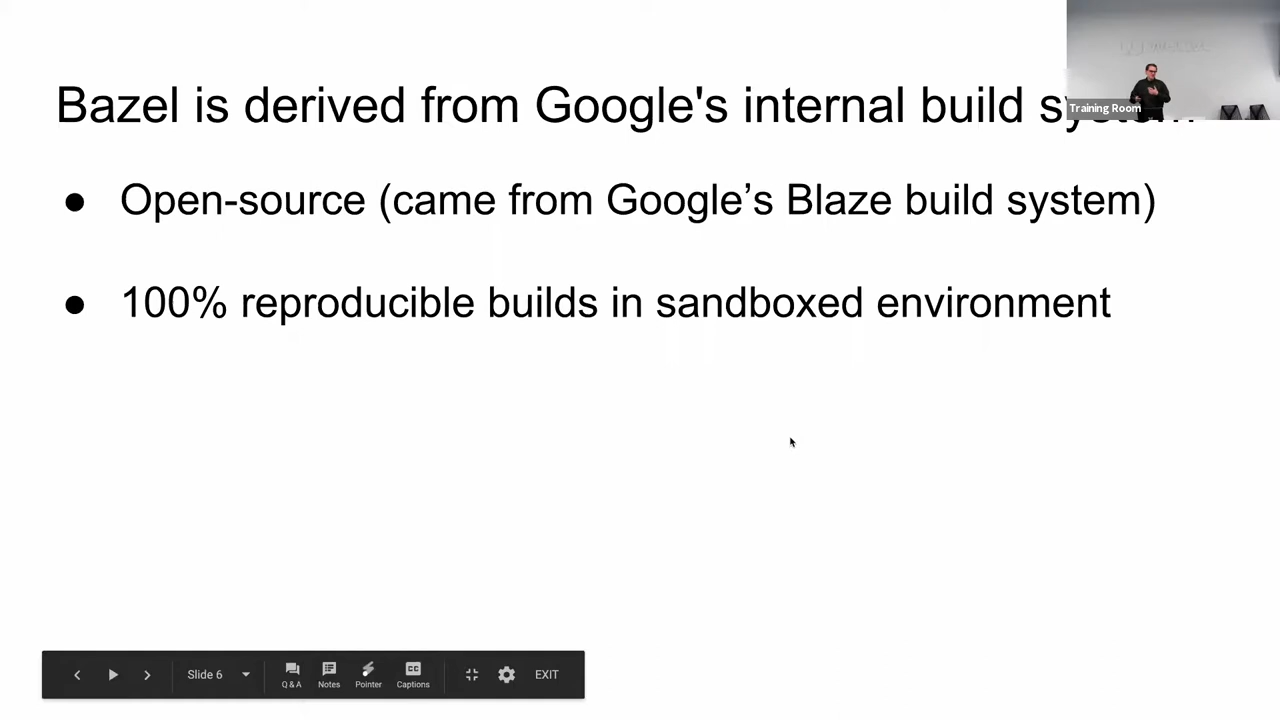 Bazel is derived from Google's internal build system
Training Room
● Open-source (came from Google’s Blaze build system)
● 100% reproducible builds in sandboxed environment
Slide 6
Q & A
Notes
Pointer
Captions
EXIT